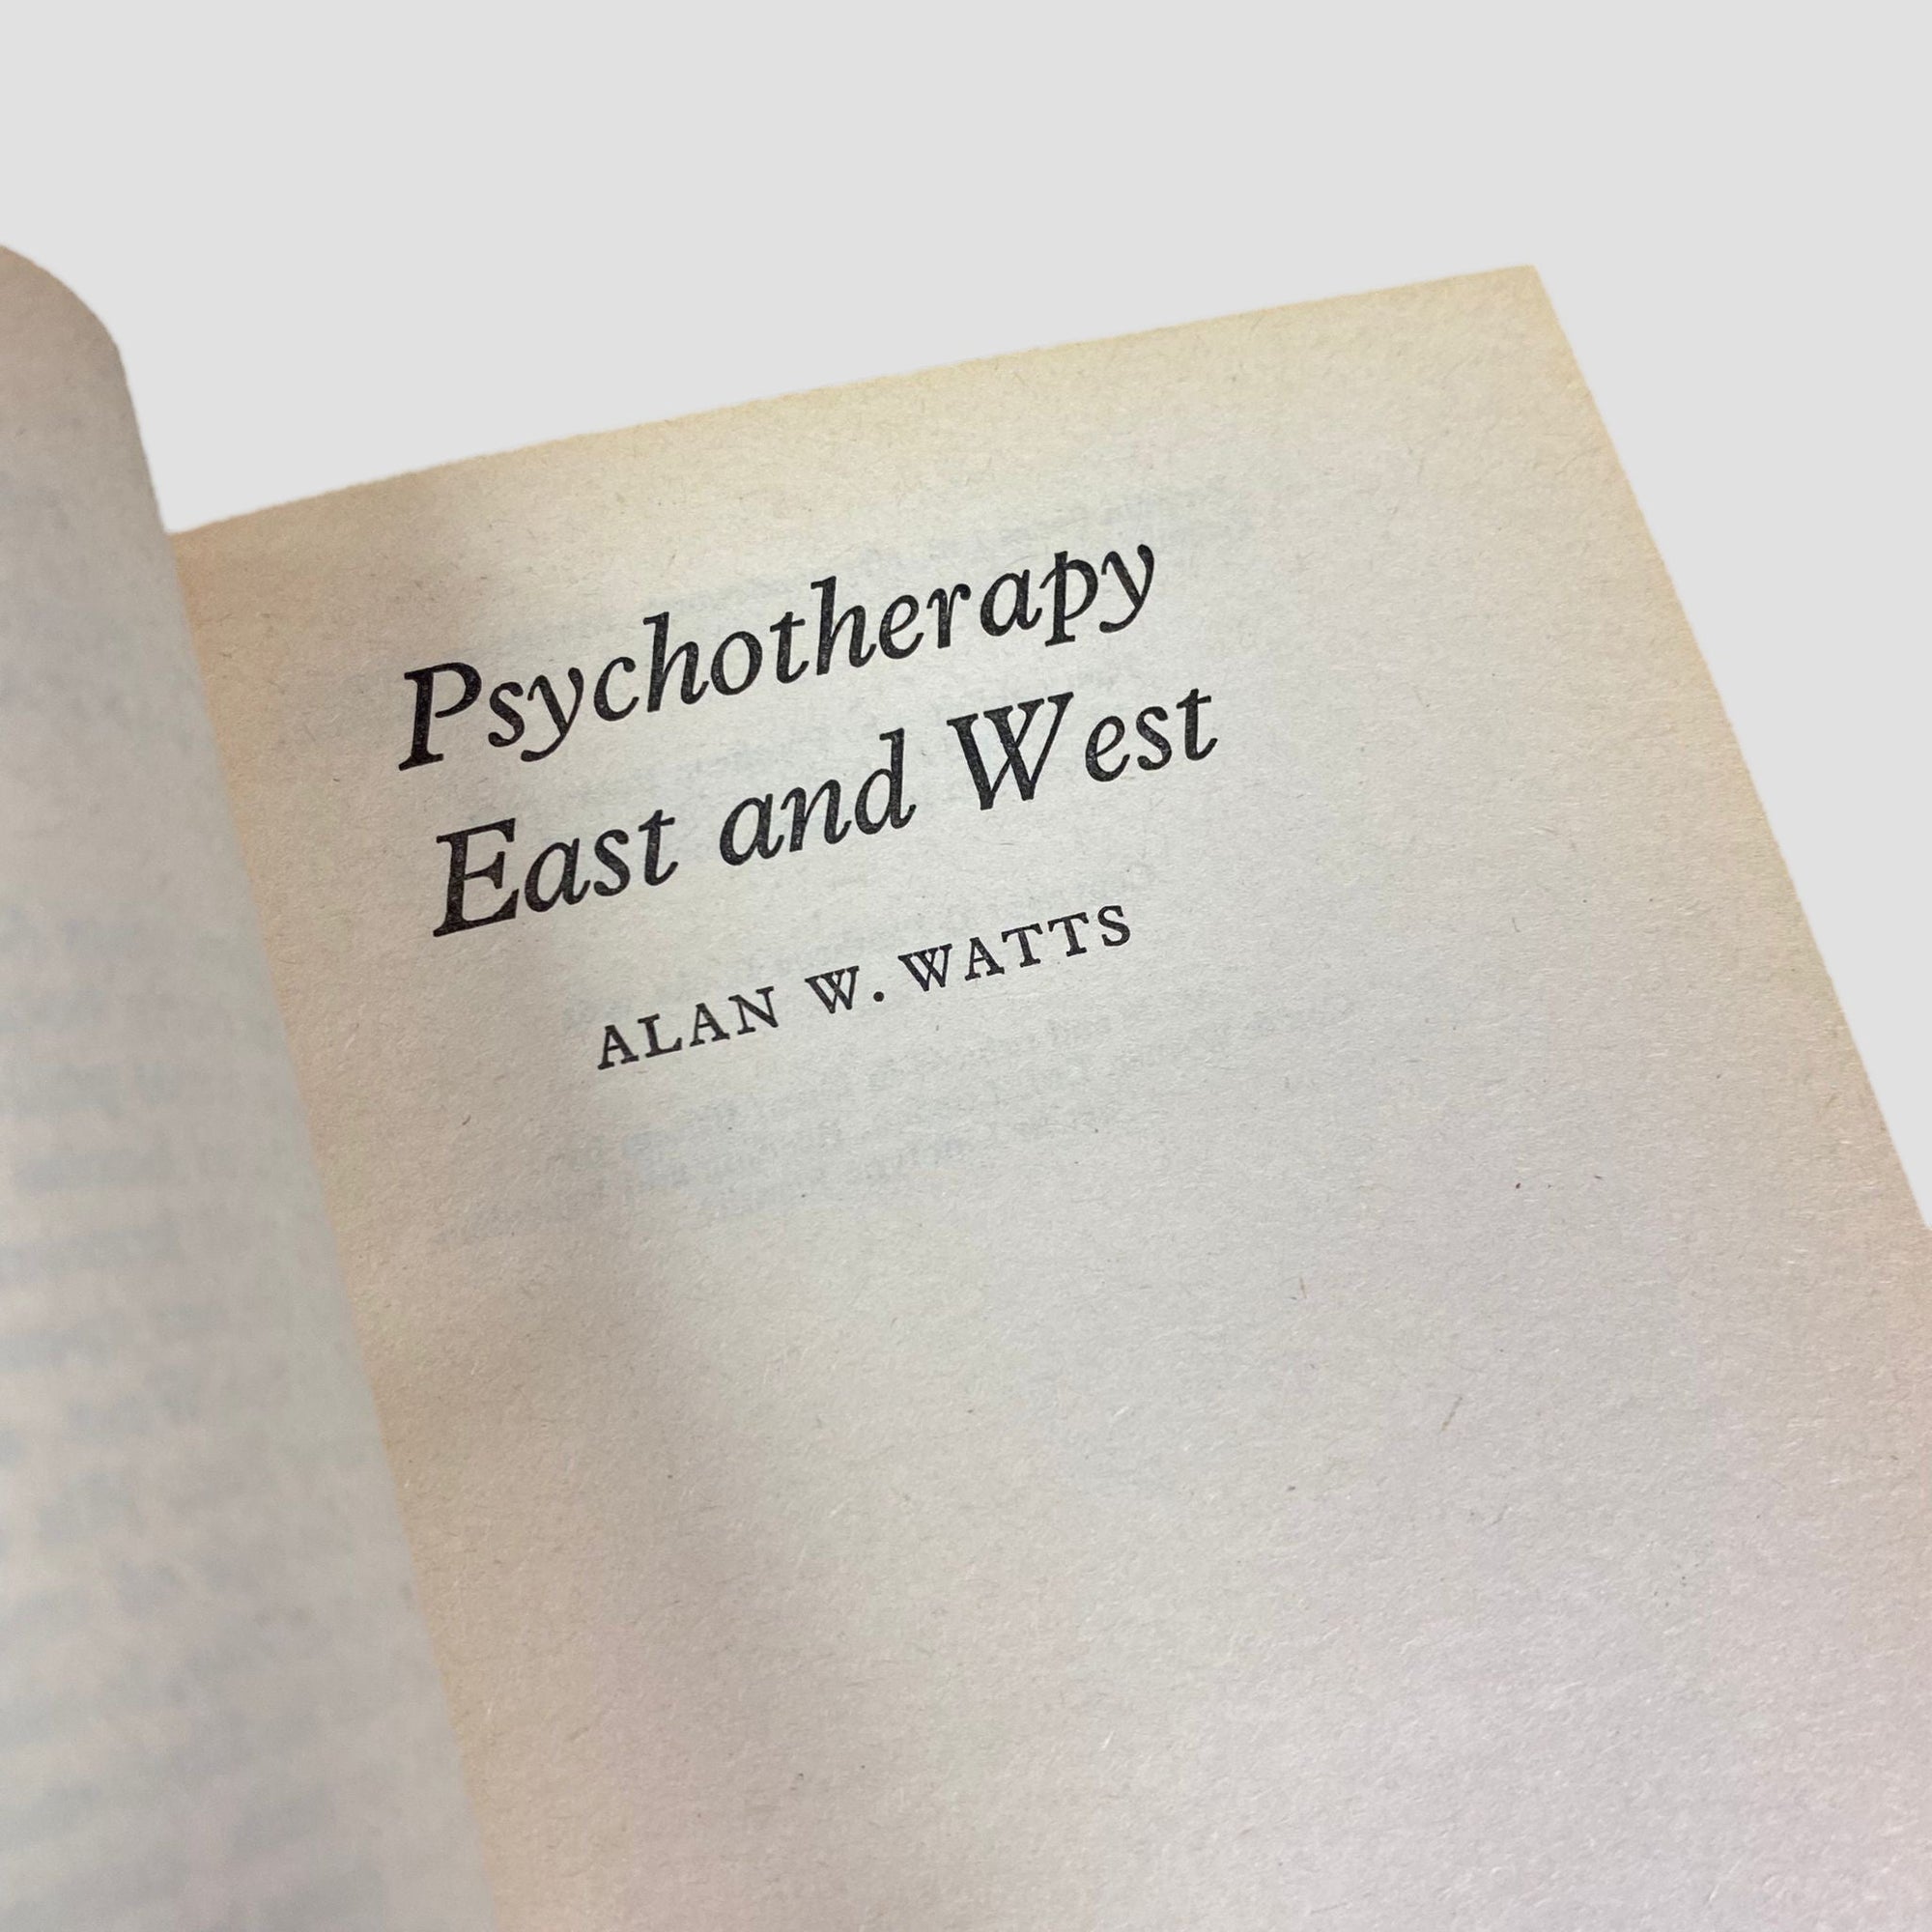 Psychotherapy
East and West
ALAN W. WATTS